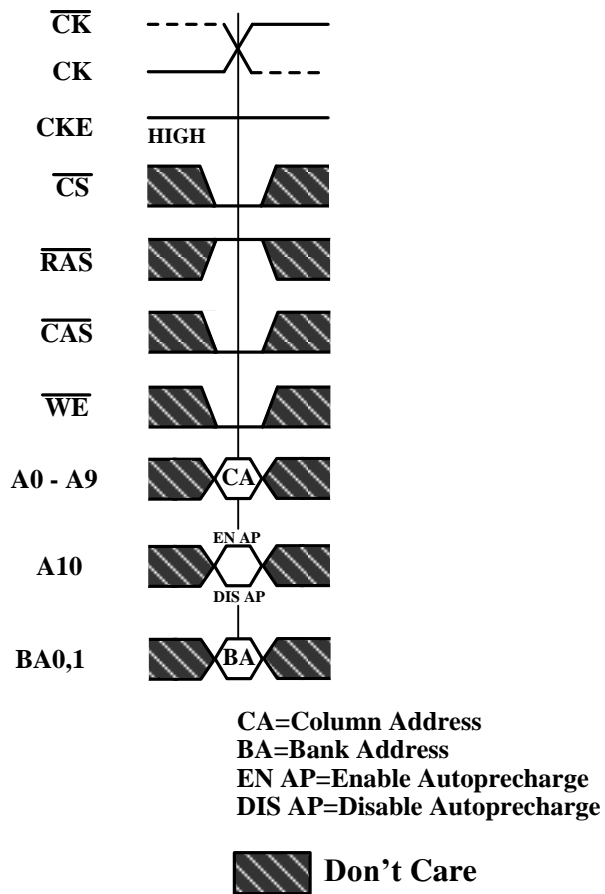 CK
CK
CKE
HIGH
CS
RAS
CAS
WE
A0 - A9
CA
EN AP
A10
DIS AP
BA0,1
BA
CA=Column Address
BA=Bank Address
EN AP=Enable Autoprecharge
DIS AP=Disable Autoprecharge
Don't Care